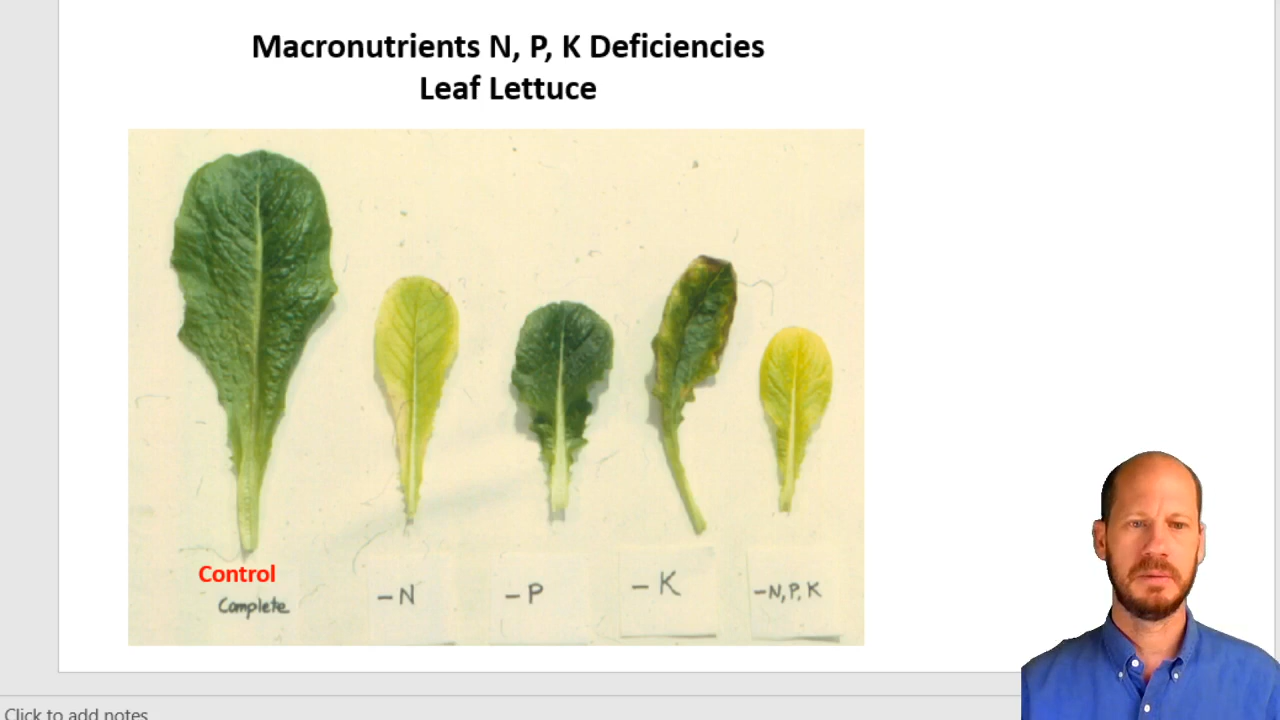 Macronutrients N, P, K Deficiencies
Leaf Lettuce
Control
Complete
-N
-P
-K
-N, P, K
Click to add notes